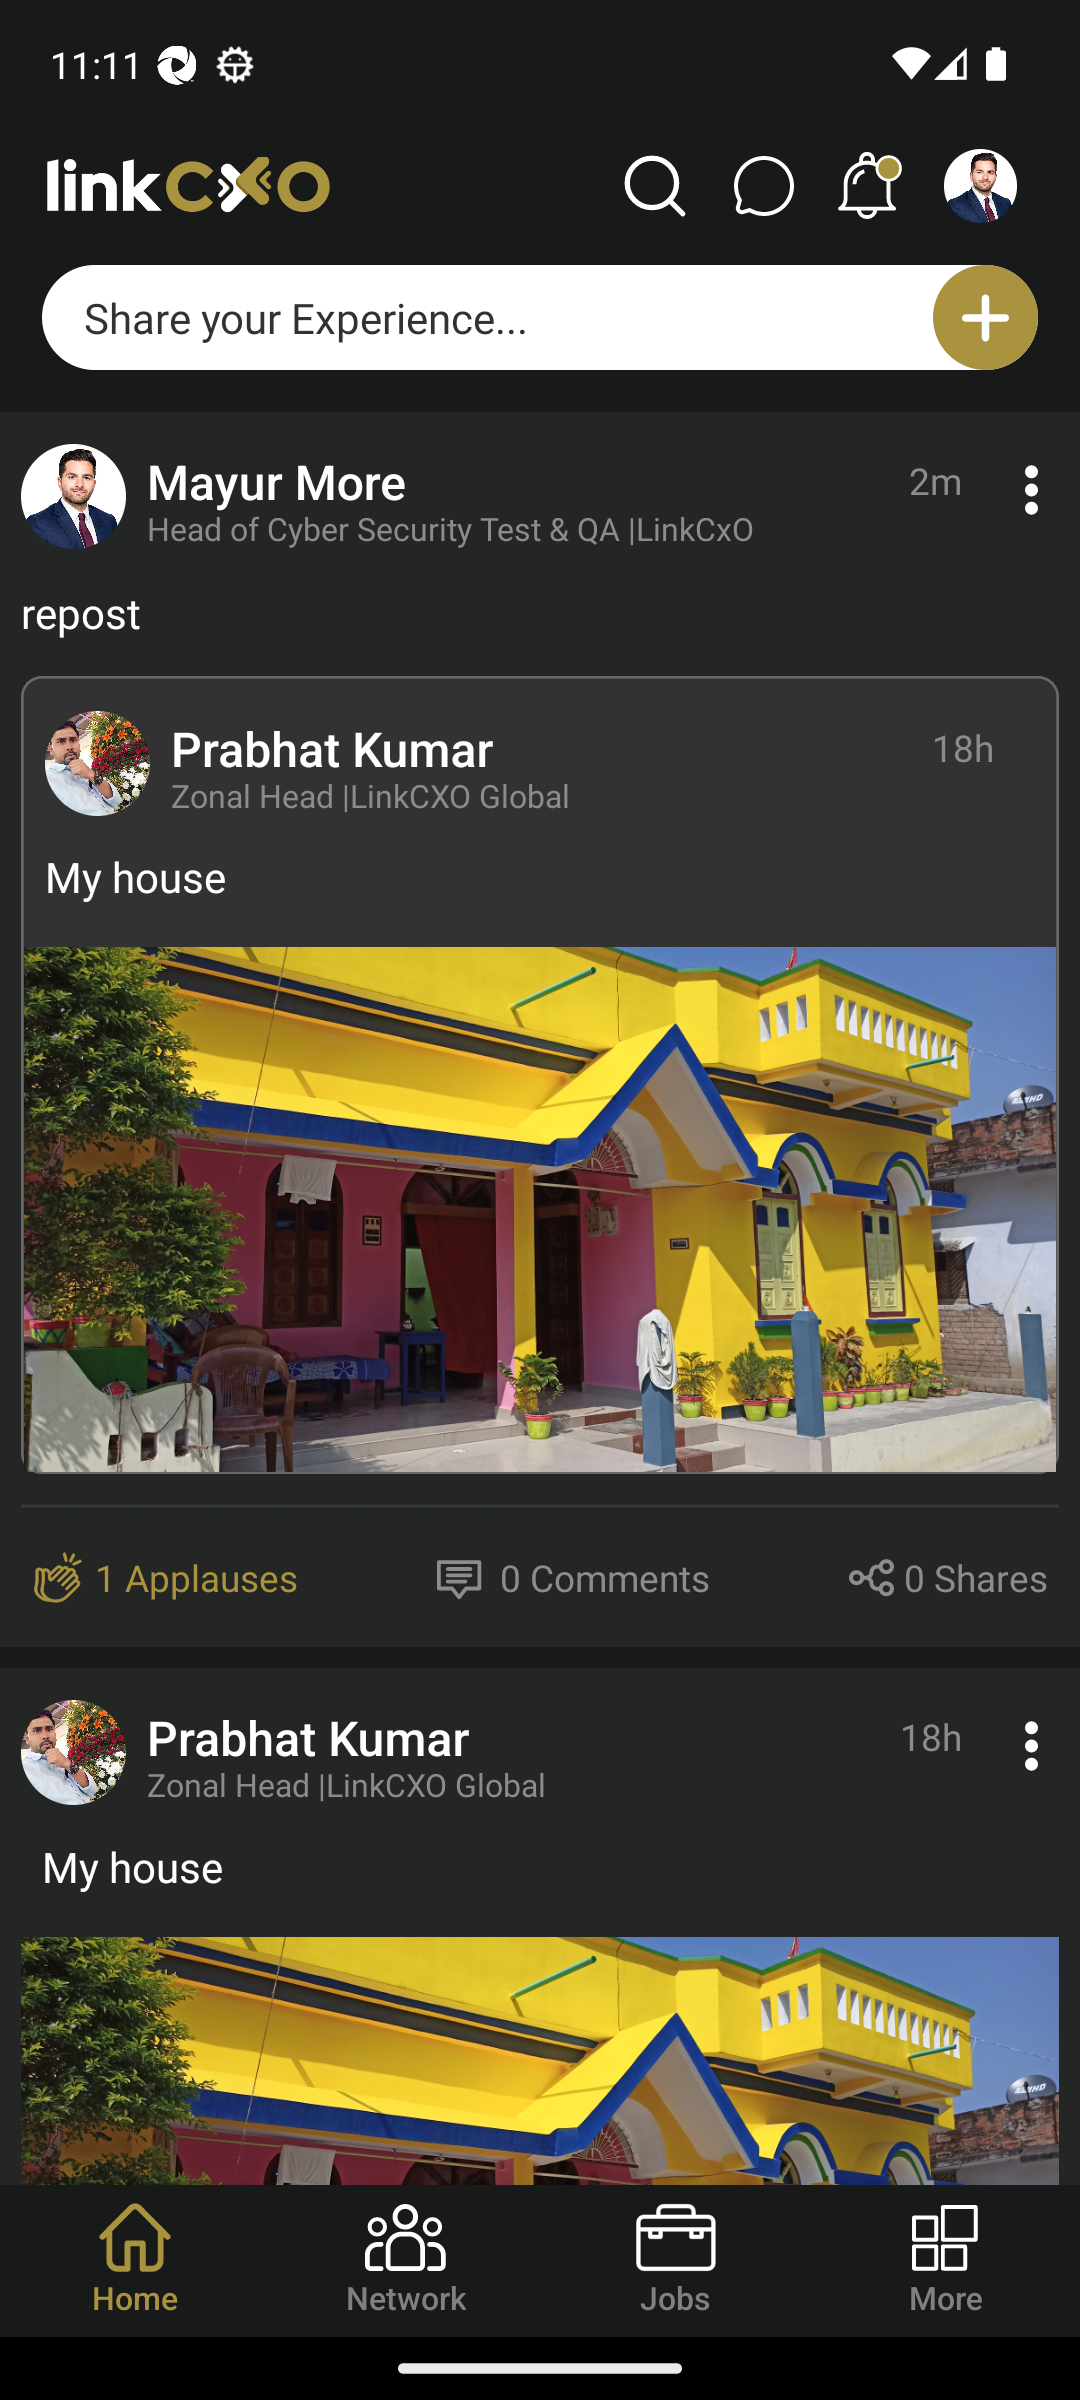 11:11
linkCXO
Share your Experience...
Mayur More
2m
Head of Cyber Security Test & QA |LinkCxO
repost
Prabhat Kumar
18h
Zonal Head |LinkCXO Global
My house
1 Applauses
0 Comments
0 Shares
Prabhat Kumar
18h
Zonal Head |LinkCXO Global
My house
Home
Network
Jobs
More